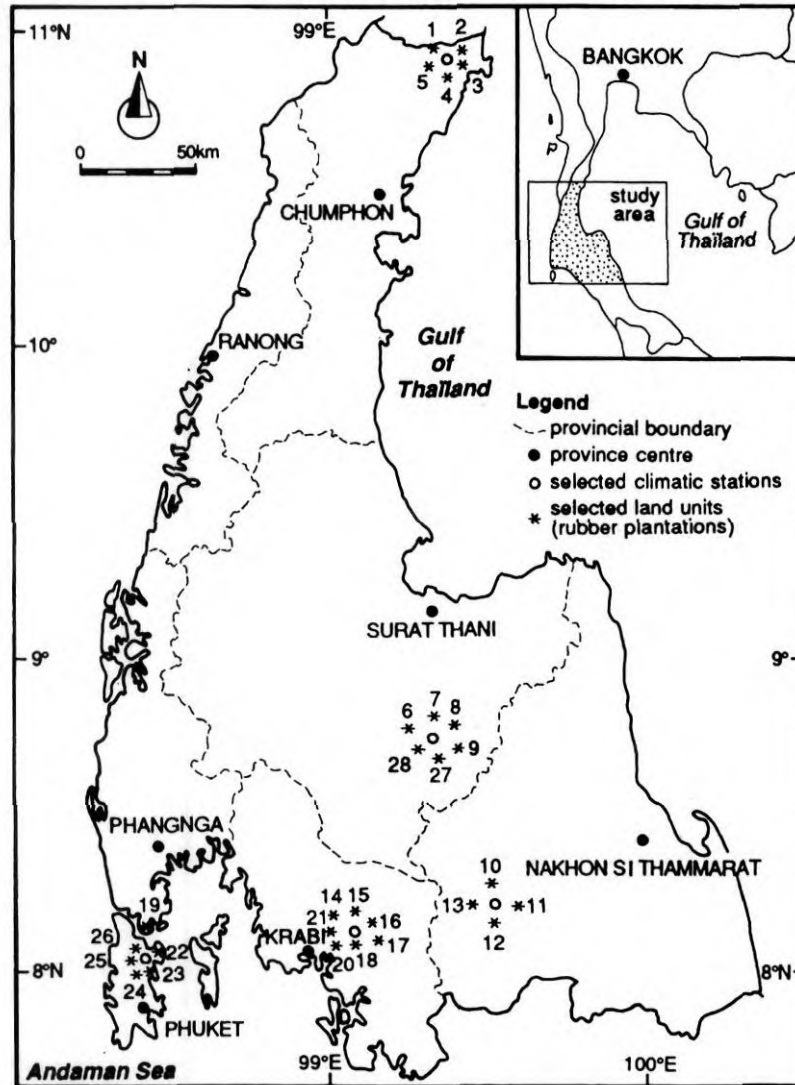 11°N
99°E
N
0 50km
1 2
5 4 3
CHUMPHON
10°
RANONG
Gulf
of
Thaïland
BANGKOK
study
area
Gulf of
Thaïland
Legend
provincial boundary
province centre
selected climatic stations
selected land units
(rubber plantations)
SURAT THANI
9°
9°
6 7 8
28 27 9
PHANGNA
NAKHON SI THAMMARAT
10
13 11
12
14 15
21 16
KRABI 17
20 18
19
26 22
25 23
24
8°N
8°N
PHUKET
Andaman Sea
99°E
100°E